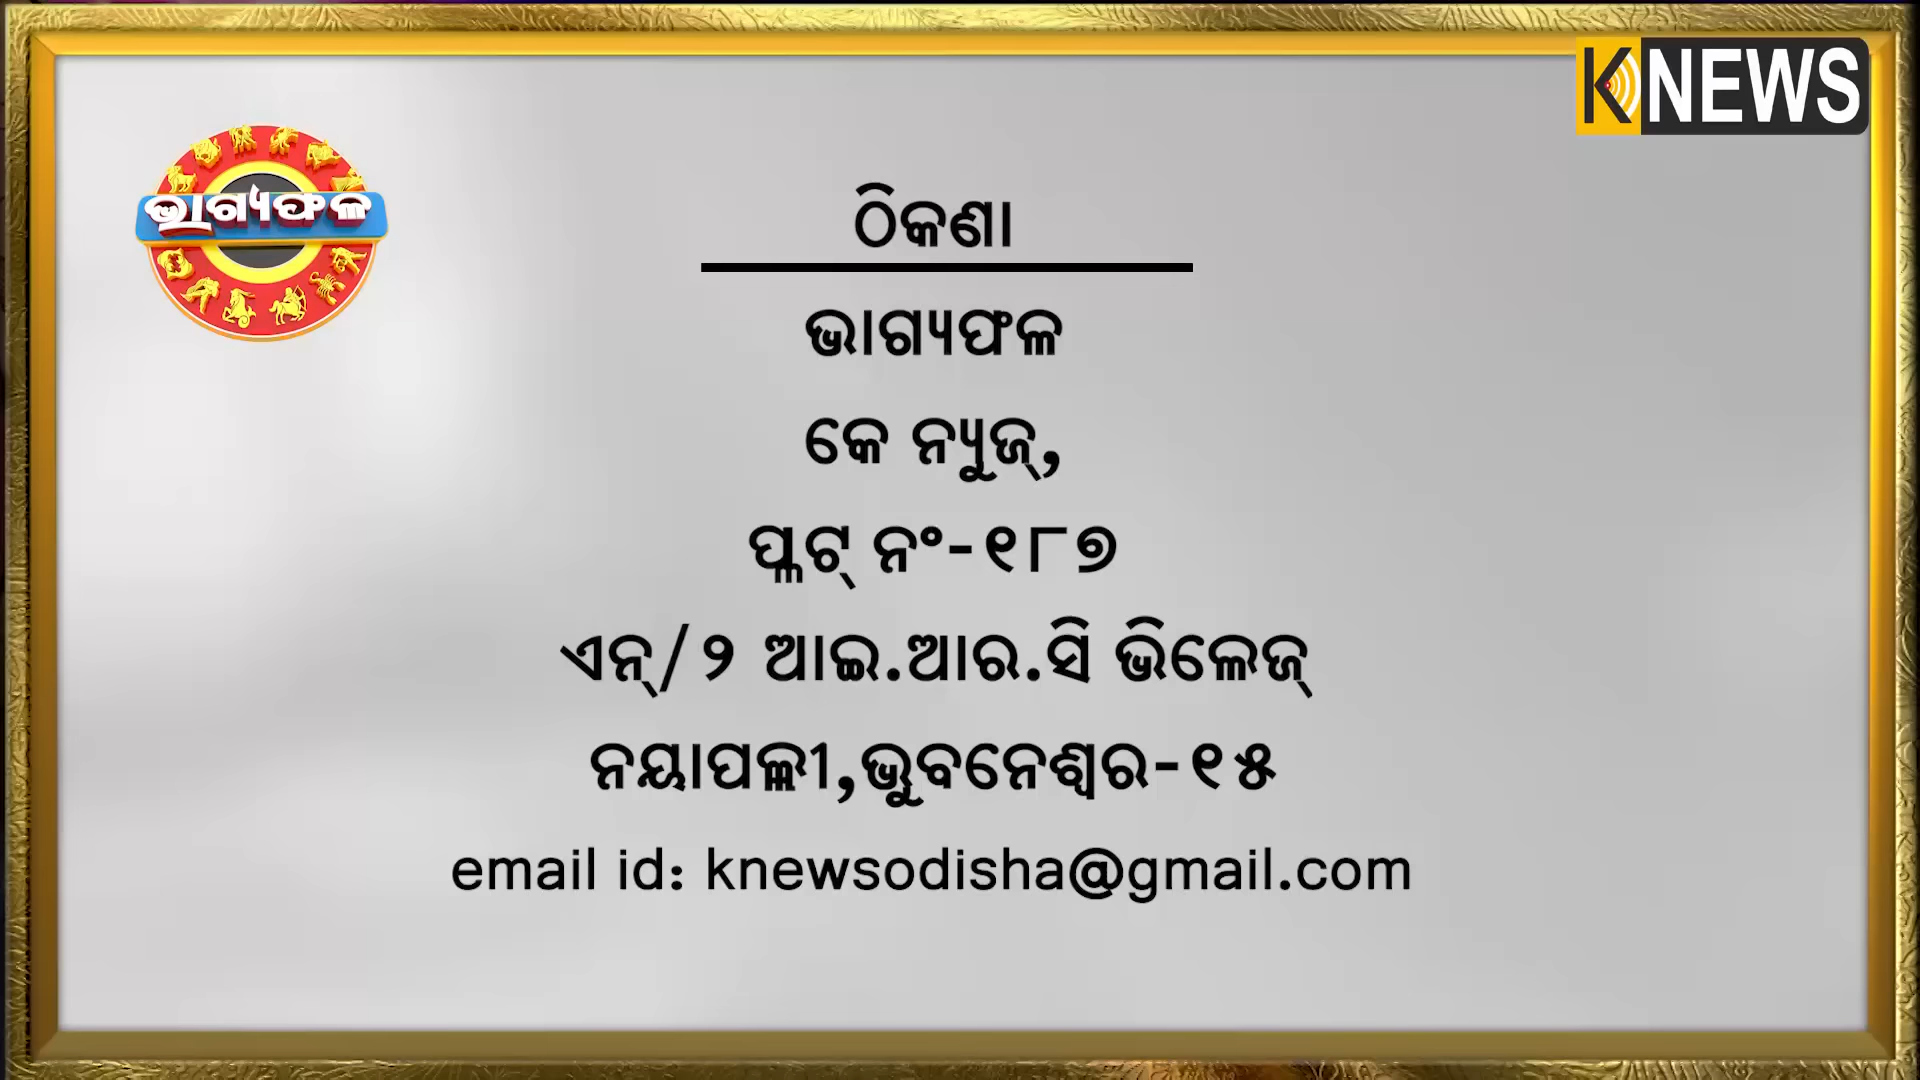 KNEWS
ଭାଗ୍ୟଫଳ
ଠିକଣା
ଭାଗ୍ୟଫଳ
କେ ନ୍ୟୁଜ୍,
ପ୍ଲଟ୍ ନଂ-୧୮୭
ଏନ୍/୨ ଆଇ.ଆର.ସି ଭିଲେଜ୍
ନୟାପଲ୍ଲୀ,ଭୁବନେଶ୍ୱର-୧୫
email id: knewsodisha@gmail.com